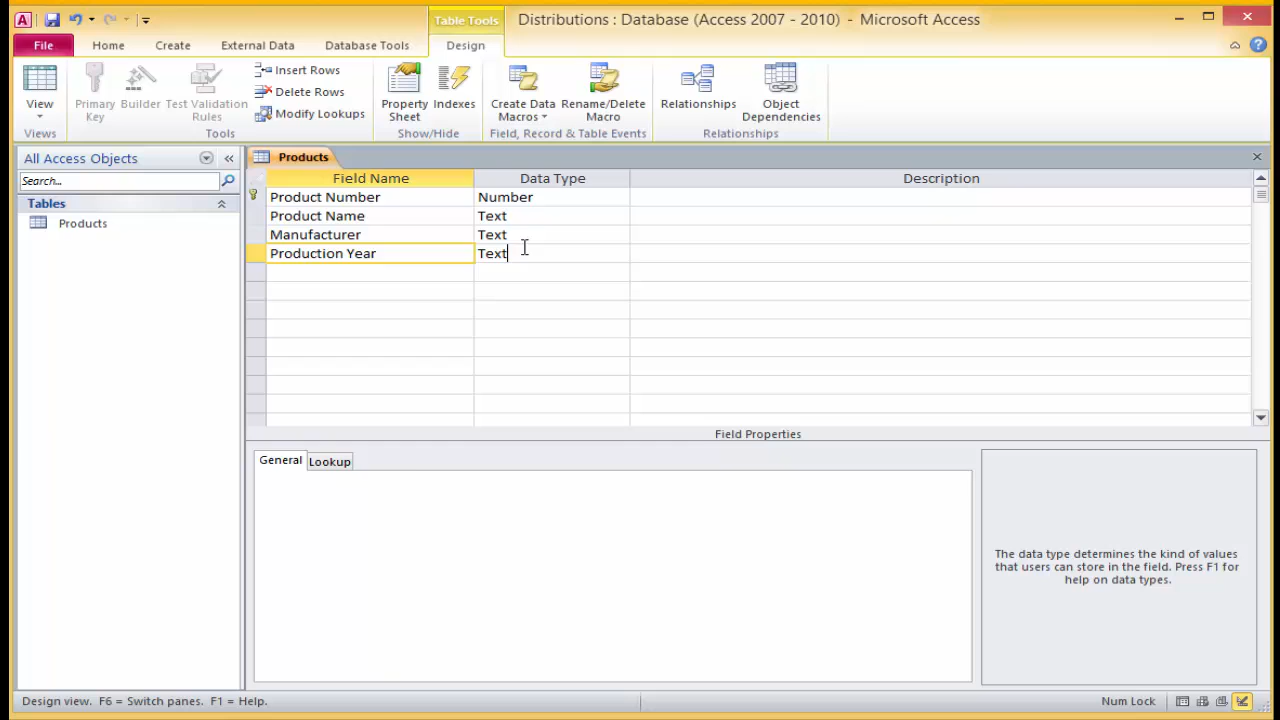 Table Tools
Distributions : Database (Access 2007 - 2010) - Microsoft Access
File Home Create External Data Database Tools Design
View
Primary Key
Builder
Test Validation Rules
Insert Rows
Delete Rows
Modify Lookups
Property Sheet
Indexes
Create Data Macros
Rename/Delete Macro
Relationships
Object Dependencies
Views Tools Show/Hide Field, Record & Table Events Relationships
All Access Objects
Search...
Tables
Products
Products
Field Name Data Type Description
Product Number Number
Product Name Text
Manufacturer Text
Production Year Text
Field Properties
General Lookup
The data type determines the kind of values
that users can store in the field. Press F1 for
help on data types.
Design view. F6 = Switch panes. F1 = Help.
Num Lock